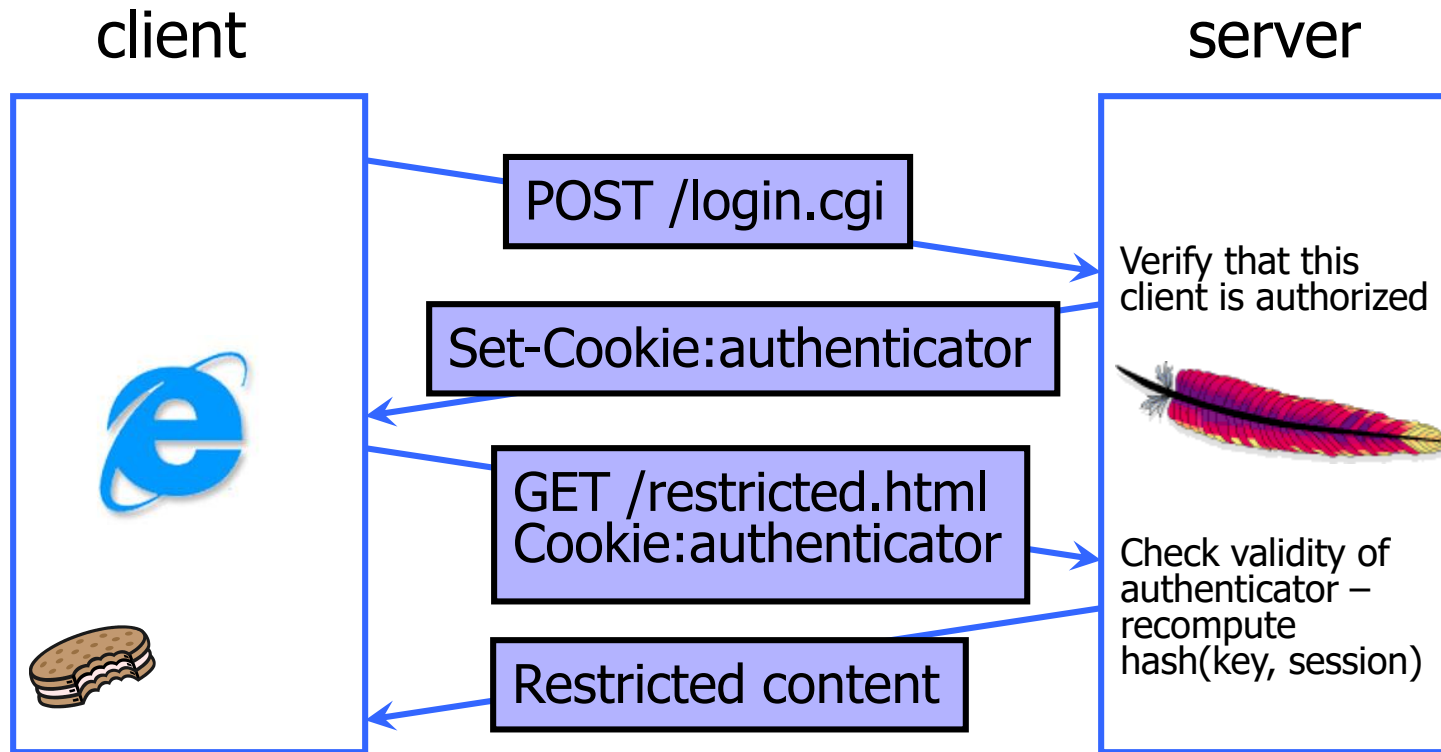 client
server
POST /login.cgi
Verify that this
client is authorized
Set-Cookie:authenticator
GET /restricted.html
Cookie:authenticator
Check validity of
authenticator –
recompute
hash(key, session)
Restricted content